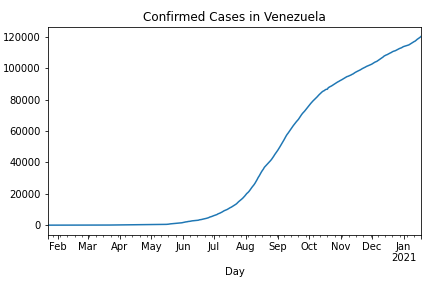 Confirmed Cases in Venezuela
120000
100000
80000
60000
40000
20000
0
Feb Mar Apr May Jun Jul Aug Sep Oct Nov Dec Jan
2021
Day